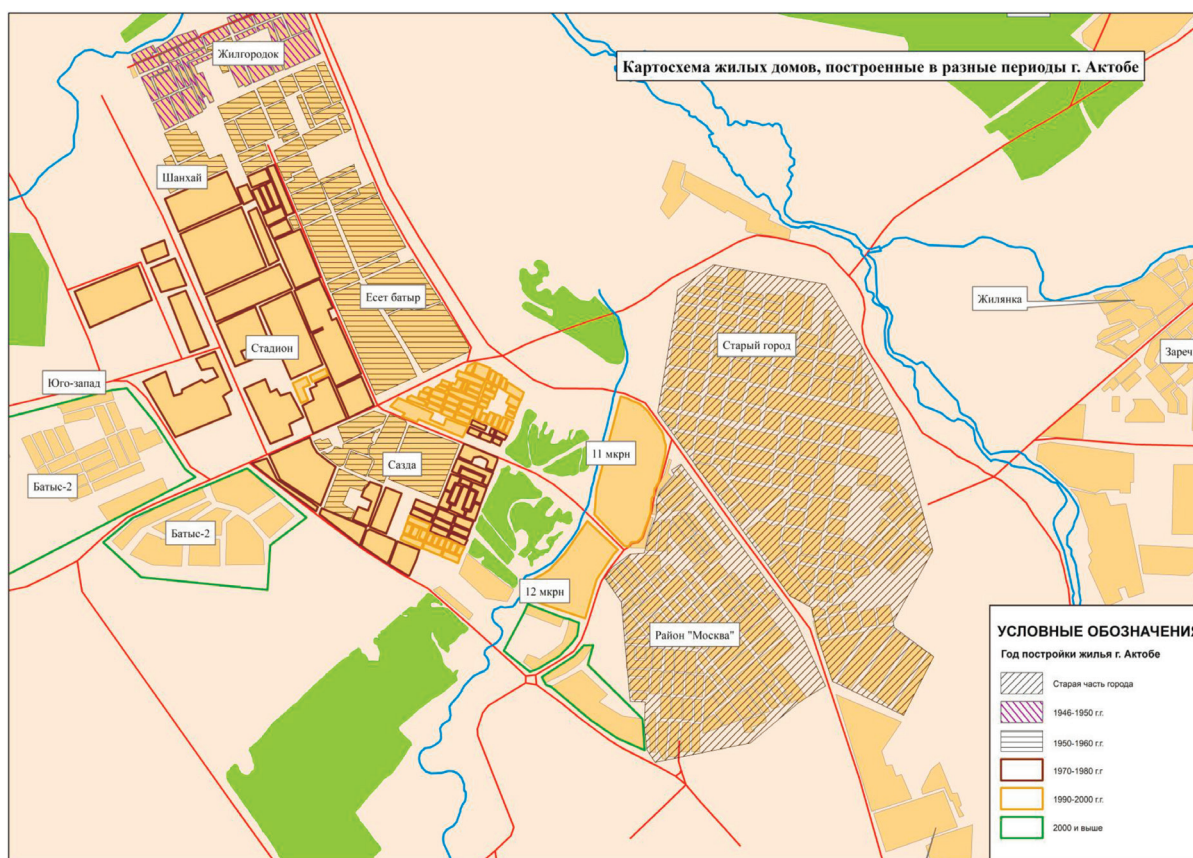 Жилгородок
Картосхема жилых домов, построенные в разные периоды г. Актобе
Шанхай
Есет батыр
Жилянка
Старый город
Стадион
Зареч
Юго-запад
11 мкрн
Сазда
Батыс-2
Батыс-2
12 мкрн
Район "Москва"
УСЛОВНЫЕ ОБОЗНАЧЕНИЯ
Год постройки жилья г. Актобе
Старая часть города
1946-1950 г.г.
1950-1960 г.г.
1970-1980 г.г
1990-2000 г.г.
2000 и выше